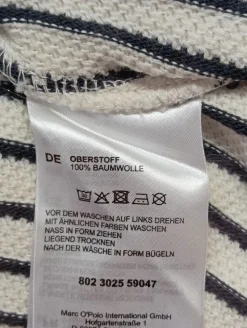 DE OBERSTOFF
100% BAUMWOLLE
VOR DEM WASCHEN AUF LINKS DREHEN
MIT ÄHNLICHEN FARBEN WASCHEN
NASS IN FORM ZIEHEN
LIEGEND TROCKNEN
NACH DER WÄSCHE IN FORM BÜGELN
802 3025 59047
Marc O'Polo International GmbH
Hofgartenstraße 1